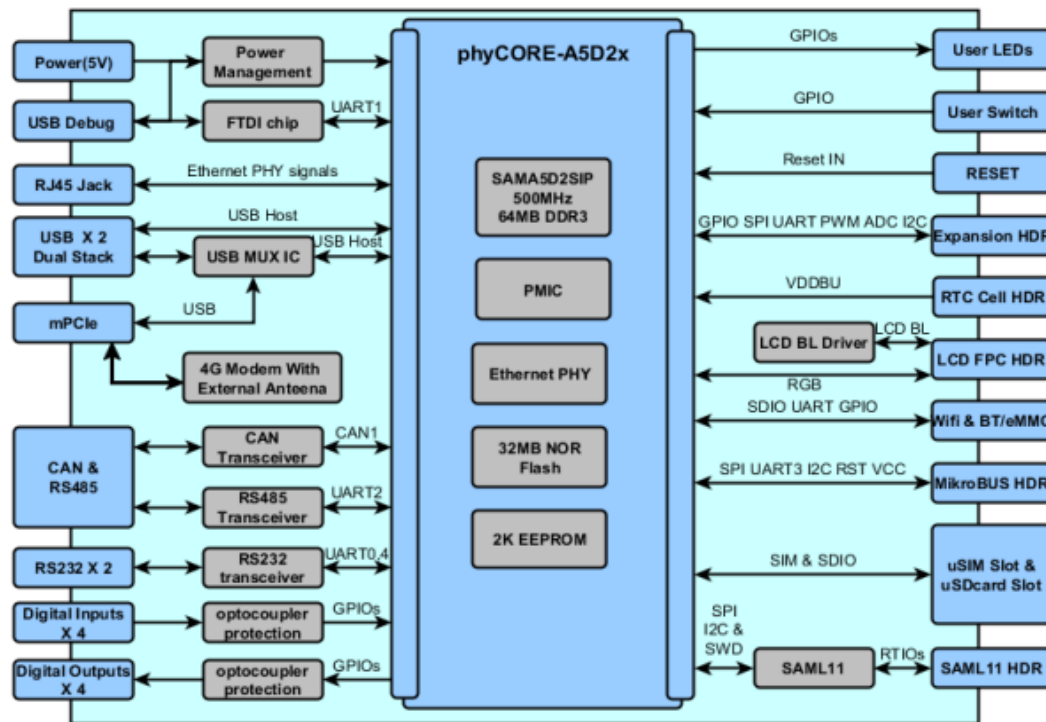 Power(5V)
Power
Management
USB Debug
FTDI chip
UART1
RJ45 Jack
Ethernet PHY signals
USB X 2
Dual Stack
USB Host
USB MUX IC
USB Host
mPCIe
USB
4G Modem With
External Anteena
CAN &
RS485
CAN
Transceiver
CAN1
RS485
Transceiver
UART2
RS232 X 2
RS232
transceiver
UART0,4
Digital Inputs
X 4
optocoupler
protection
GPIOs
Digital Outputs
X 4
optocoupler
protection
GPIOs
phyCORE-A5D2x
SAMA5D2SIP
500MHz
64MB DDR3
PMIC
Ethernet PHY
32MB NOR
Flash
2K EEPROM
GPIOs
User LEDs
GPIO
User Switch
Reset IN
RESET
GPIO SPI UART PWM ADC I2C
Expansion HDR
VDDBU
RTC Cell HDR
LCD BL Driver
LCD BL
LCD FPC HDR
RGB
SDIO UART GPIO
Wifi & BT/eMMC
SPI UART3 I2C RST VCC
MikroBUS HDR
SIM & SDIO
uSIM Slot &
uSDcard Slot
SPI
I2C &
SWD
SAML11
RTIOs
SAML11 HDR